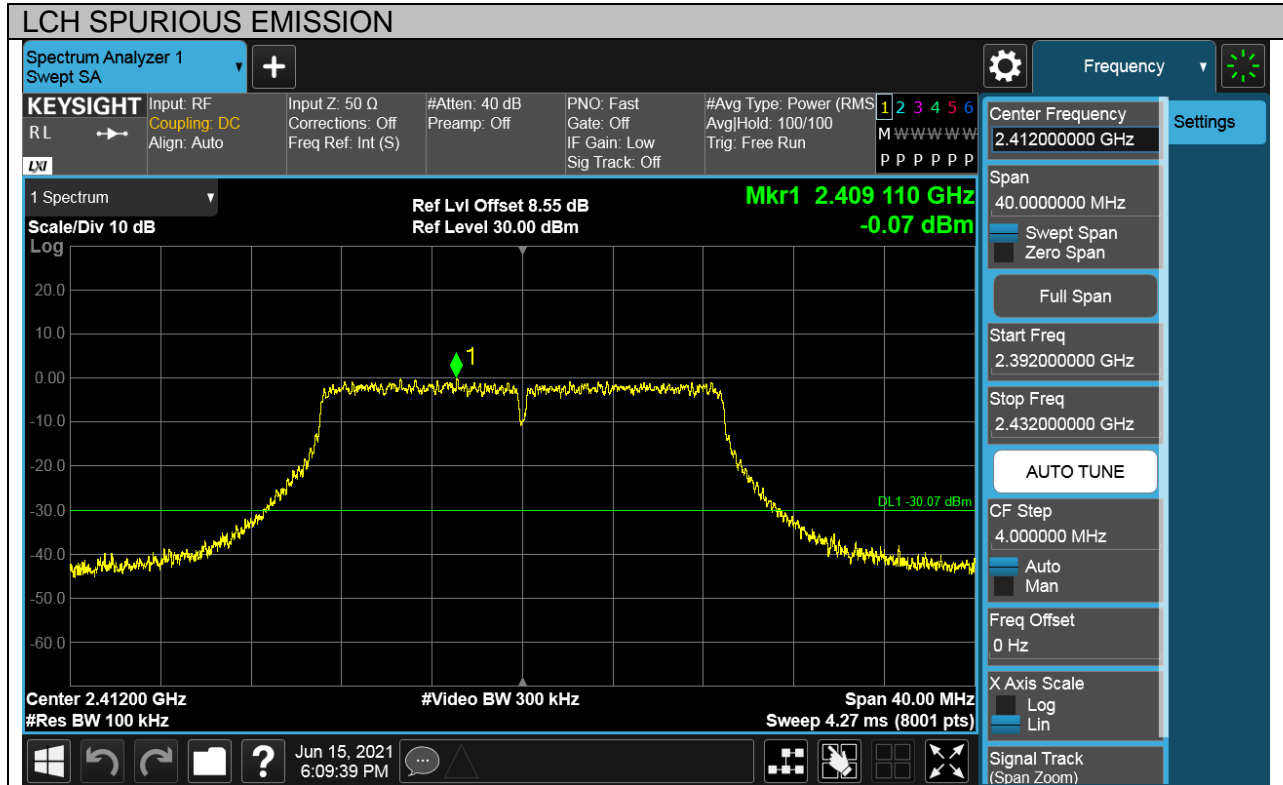 LCH SPURIOUS EMISSION
Spectrum Analyzer 1
Swept SA
+
Frequency
KEYSIGHT
RL
LXI
Input: RF
Coupling: DC
Align: Auto
Input Z: 50 Ω
Corrections: Off
Freq Ref: Int (S)
#Atten: 40 dB
Preamp: Off
PNO: Fast
Gate: Off
IF Gain: Low
Sig Track: Off
#Avg Type: Power (RMS
Avg|Hold: 100/100
Trig: Free Run
1 2 3 4 5 6
M W W W W W
P P P P P P
Center Frequency
2.412000000 GHz
Settings
Span
40.0000000 MHz
Swept Span
Zero Span
Full Span
Start Freq
2.392000000 GHz
Stop Freq
2.432000000 GHz
AUTO TUNE
CF Step
4.000000 MHz
Auto
Man
Freq Offset
0 Hz
X Axis Scale
Log
Lin
Signal Track
(Span Zoom)
1 Spectrum
Scale/Div 10 dB
Ref Lvl Offset 8.55 dB
Ref Level 30.00 dBm
Mkr1 2.409 110 GHz
-0.07 dBm
Log
20.0
10.0
0.00
-10.0
-20.0
-30.0
-40.0
-50.0
-60.0
1
DL1 -30.07 dBm
Center 2.41200 GHz
#Video BW 300 kHz
Span 40.00 MHz
#Res BW 100 kHz
Sweep 4.27 ms (8001 pts)
?
Jun 15, 2021
6:09:39 PM